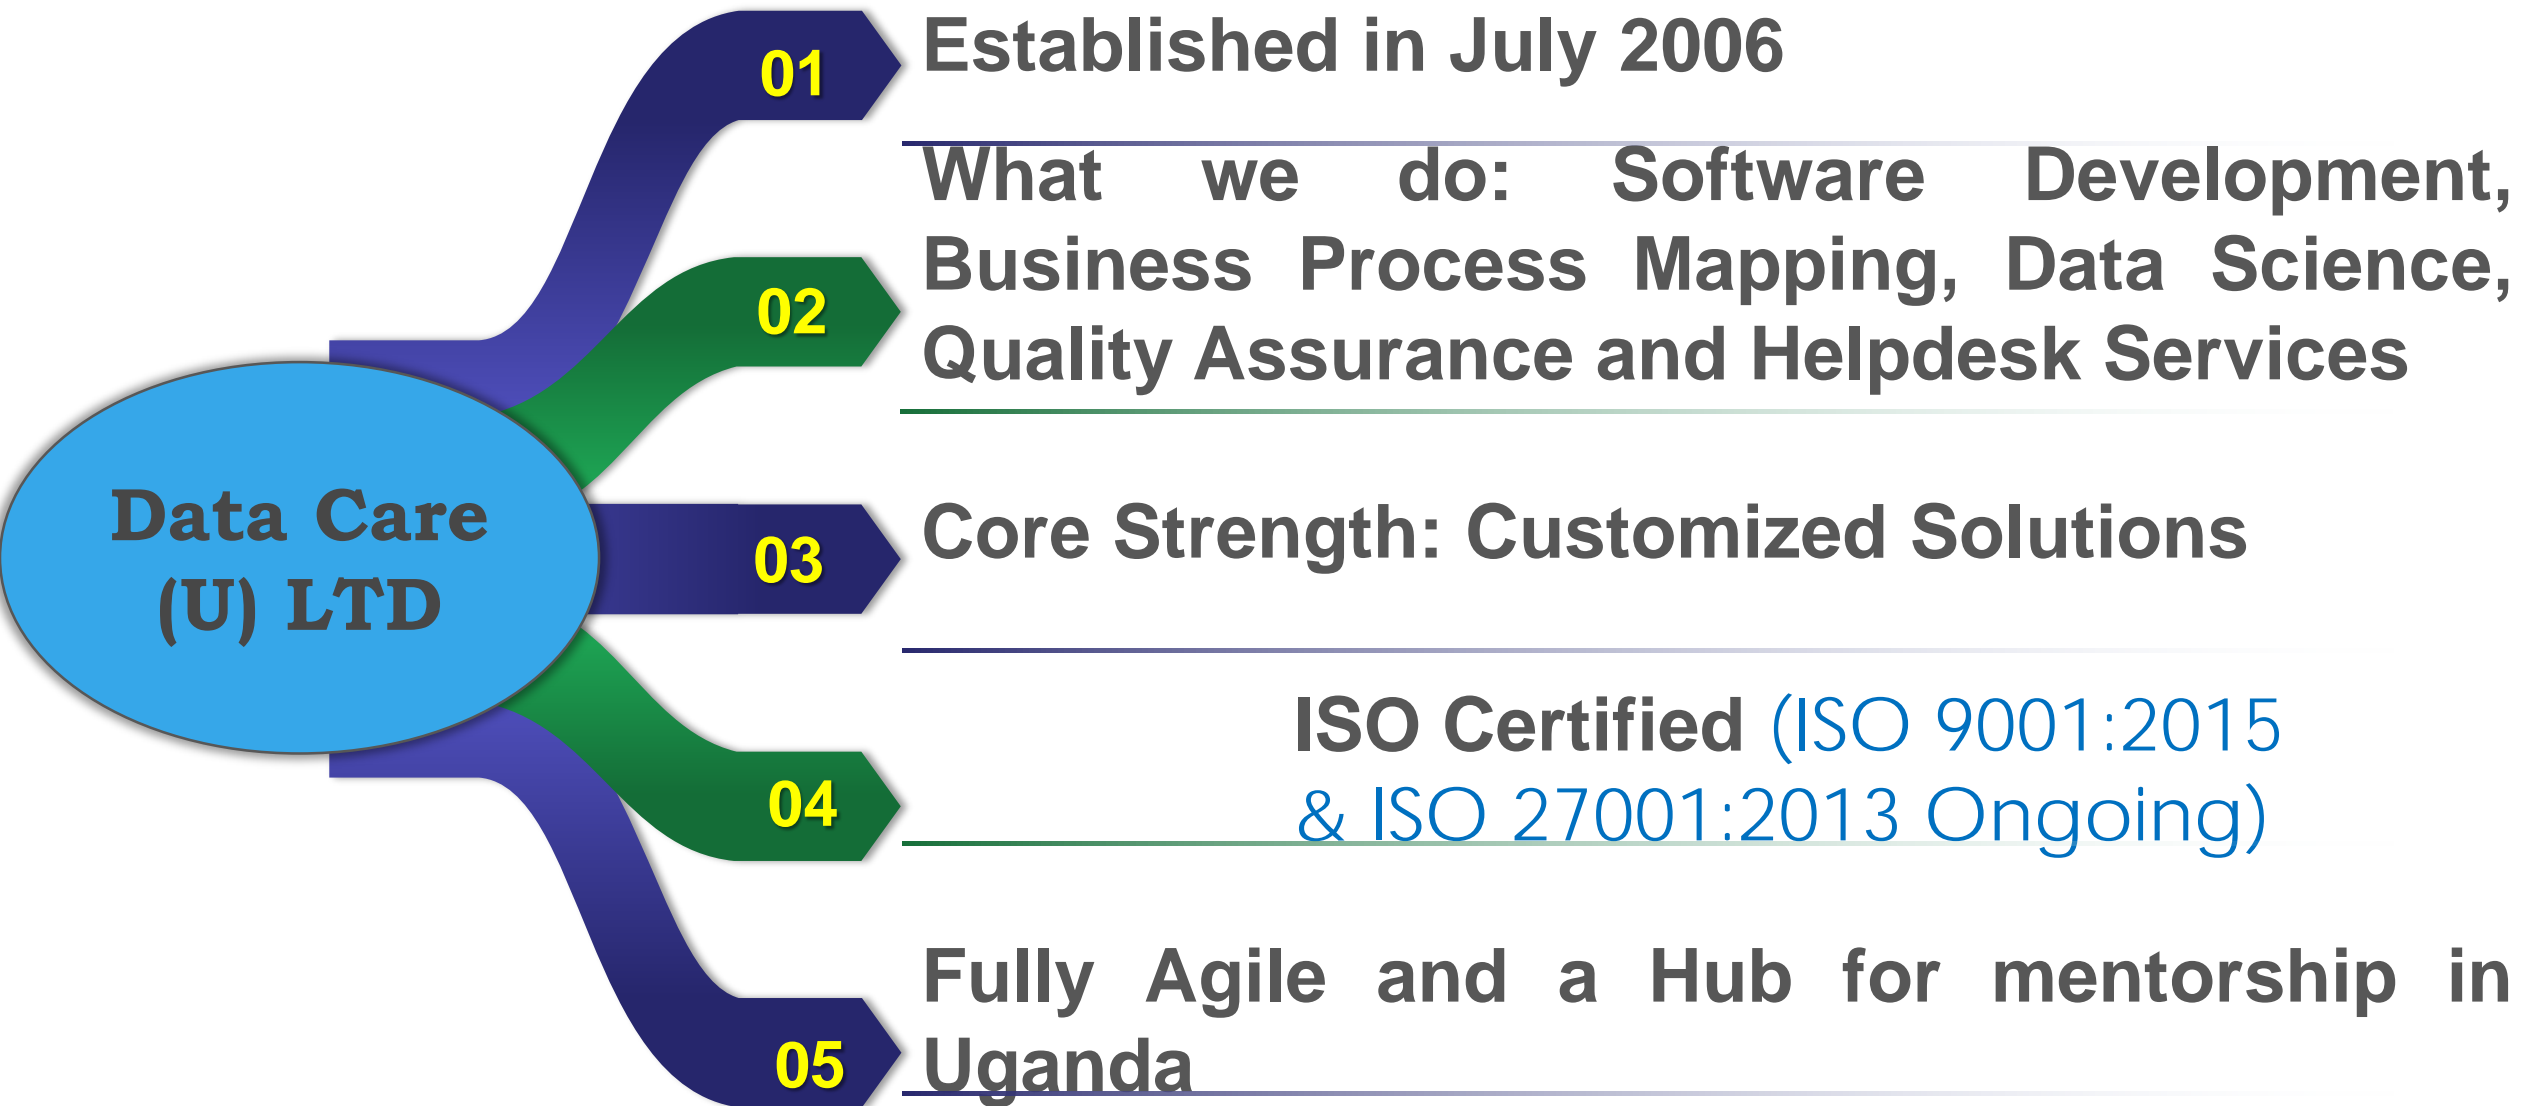 Data Care
(U) LTD
01
Established in July 2006
02
What we do: Software Development,
Business Process Mapping, Data Science,
Quality Assurance and Helpdesk Services
03
Core Strength: Customized Solutions
04
ISO Certified (ISO 9001:2015
& ISO 27001:2013 Ongoing)
05
Fully Agile and a Hub for mentorship in
Uganda